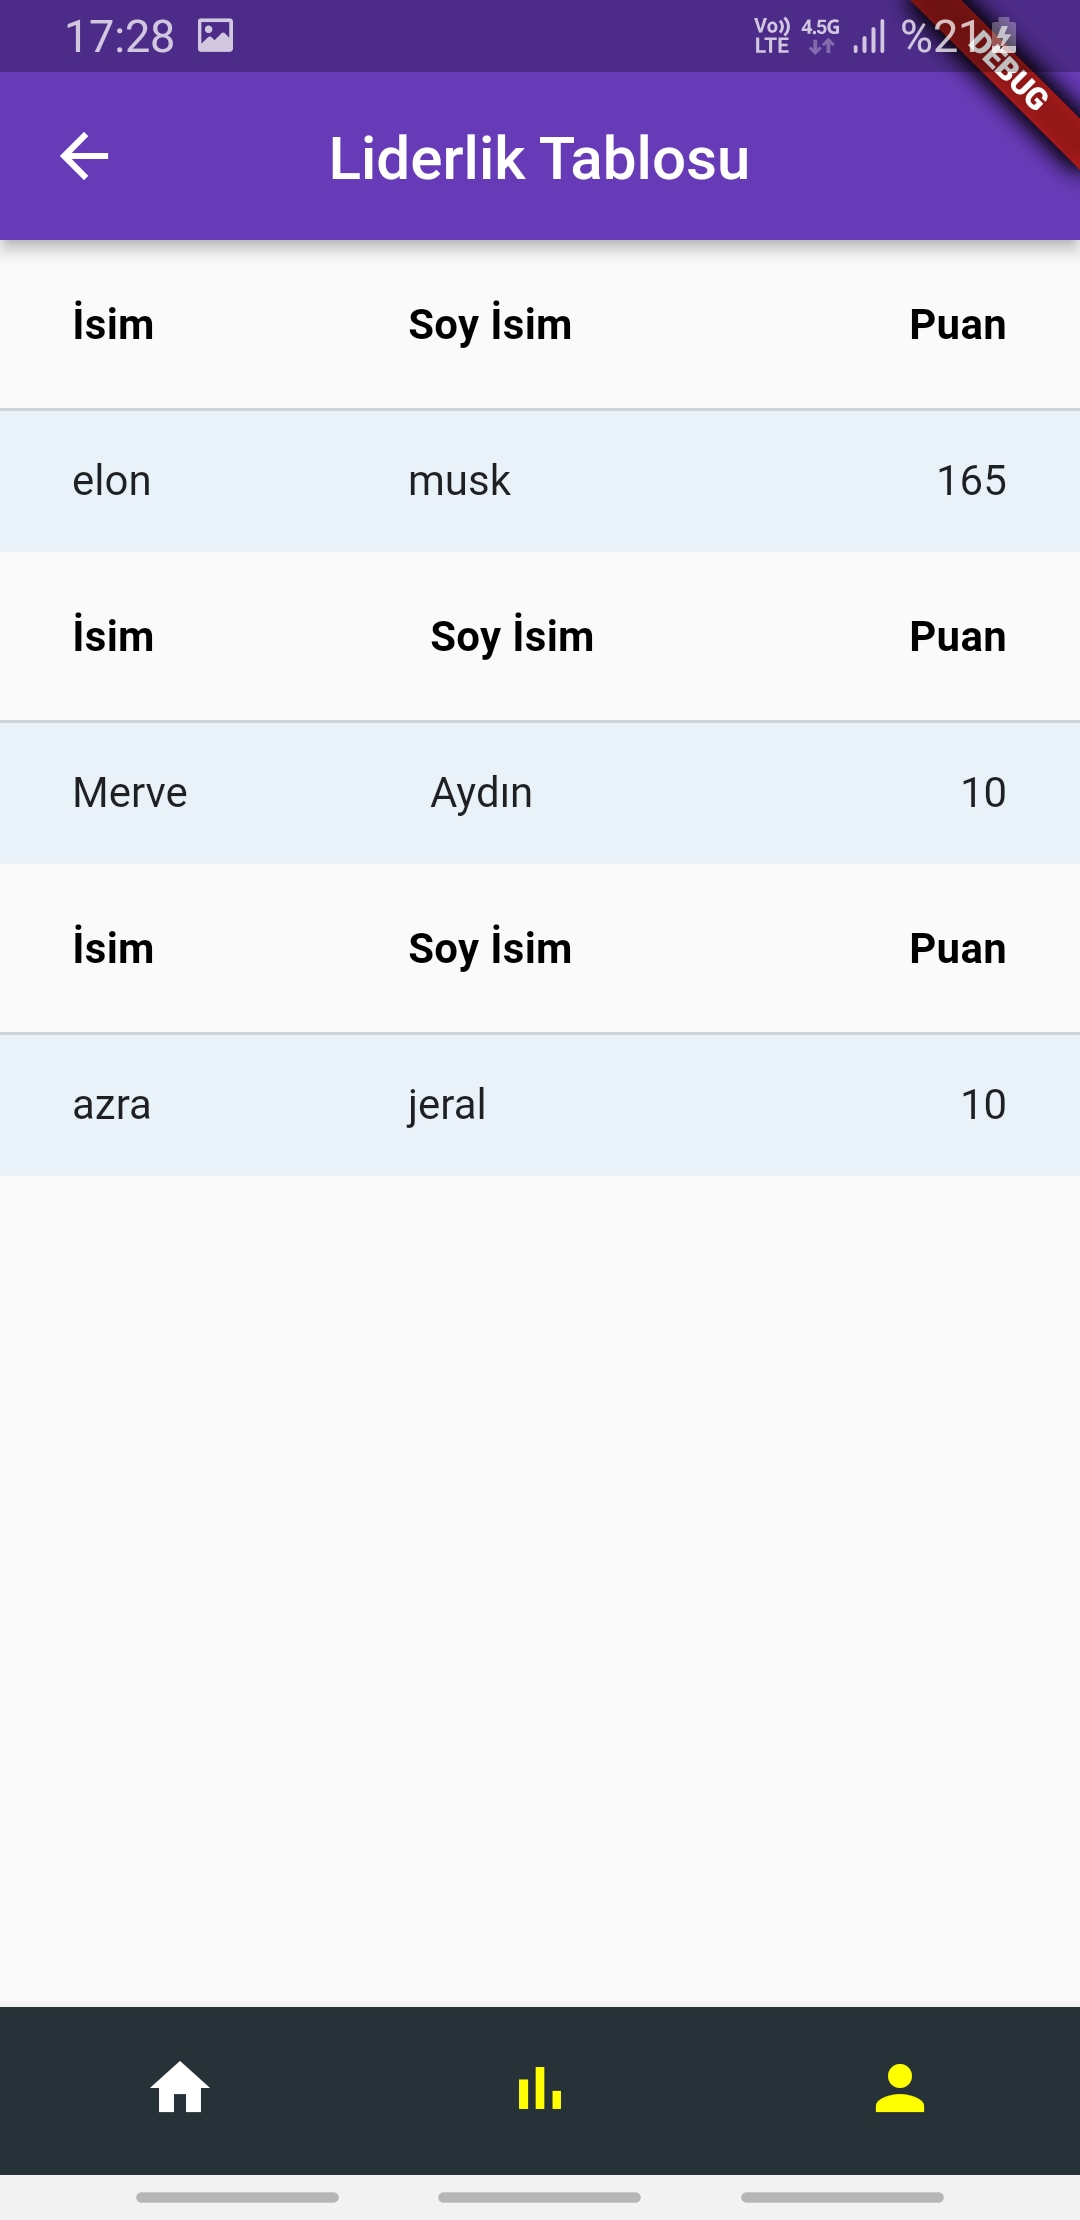 17:28 Vo)) LTE 4.5G %21
DEBUG
Liderlik Tablosu
İsim Soy İsim Puan
elon musk 165
İsim Soy İsim Puan
Merve Aydın 10
İsim Soy İsim Puan
azra jeral 10